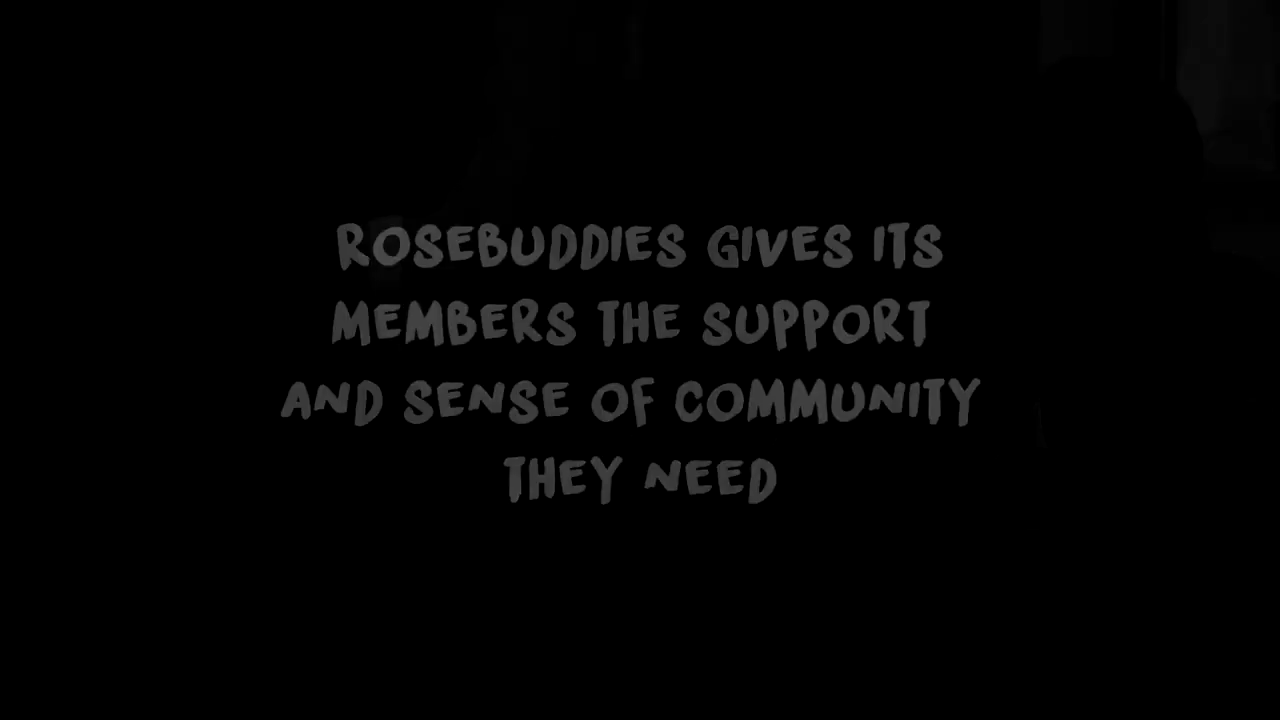 ROSEBUDDIES GIVES ITS
MEMBERS THE SUPPORT
AND SENSE OF COMMUNITY
THEY NEED